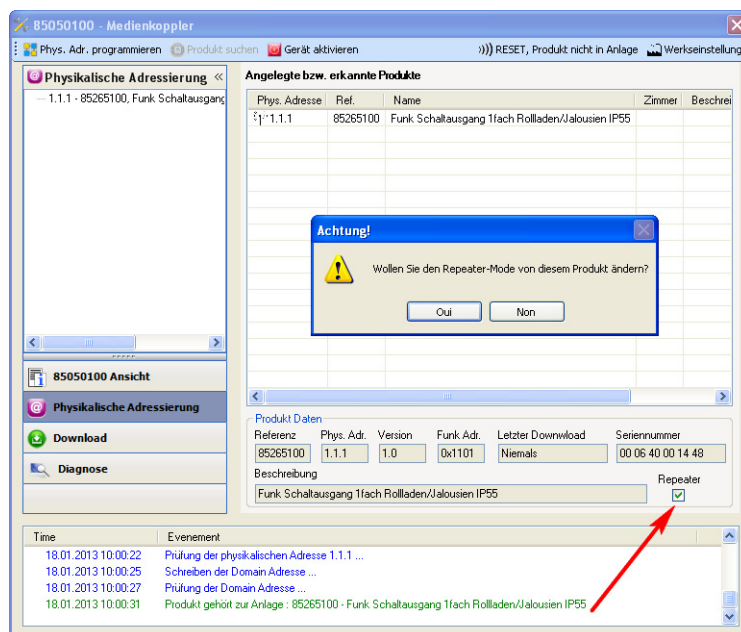 85050100 - Medienkoppler
Phys. Adr. programmieren Produkt suchen Gerät aktivieren RESET, Produkt nicht in Anlage Werkseinstellung
Physikalische Adressierung
1.1.1 - 85265100, Funk Schaltausgang
Angelegte bzw. erkannte Produkte
Phys. Adresse Ref. Name Zimmer Beschrei
1.1.1 85265100 Funk Schaltausgang 1fach Rollladen/Jalousien IP55
Achtung!
Wollen Sie den Repeater-Mode von diesem Produkt ändern?
Oui Non
85050100 Ansicht
Physikalische Adressierung
Download
Diagnose
Produkt Daten
Referenz Phys. Adr. Version Funk Adr. Letzter Downwload Seriennummer
85265100 1.1.1 1.0 0x1101 Niemals 00 06 40 00 14 48
Beschreibung
Repeater
Funk Schaltausgang 1fach Rollladen/Jalousien IP55
Time Evenement
18.01.2013 10:00:22 Prüfung der physikalischen Adresse 1.1.1 ...
18.01.2013 10:00:25 Schreiben der Domain Adresse ...
18.01.2013 10:00:27 Prüfung der Domain Adresse ...
18.01.2013 10:00:31 Produkt gehört zur Anlage : 85265100 - Funk Schaltausgang 1fach Rollladen/Jalousien IP55